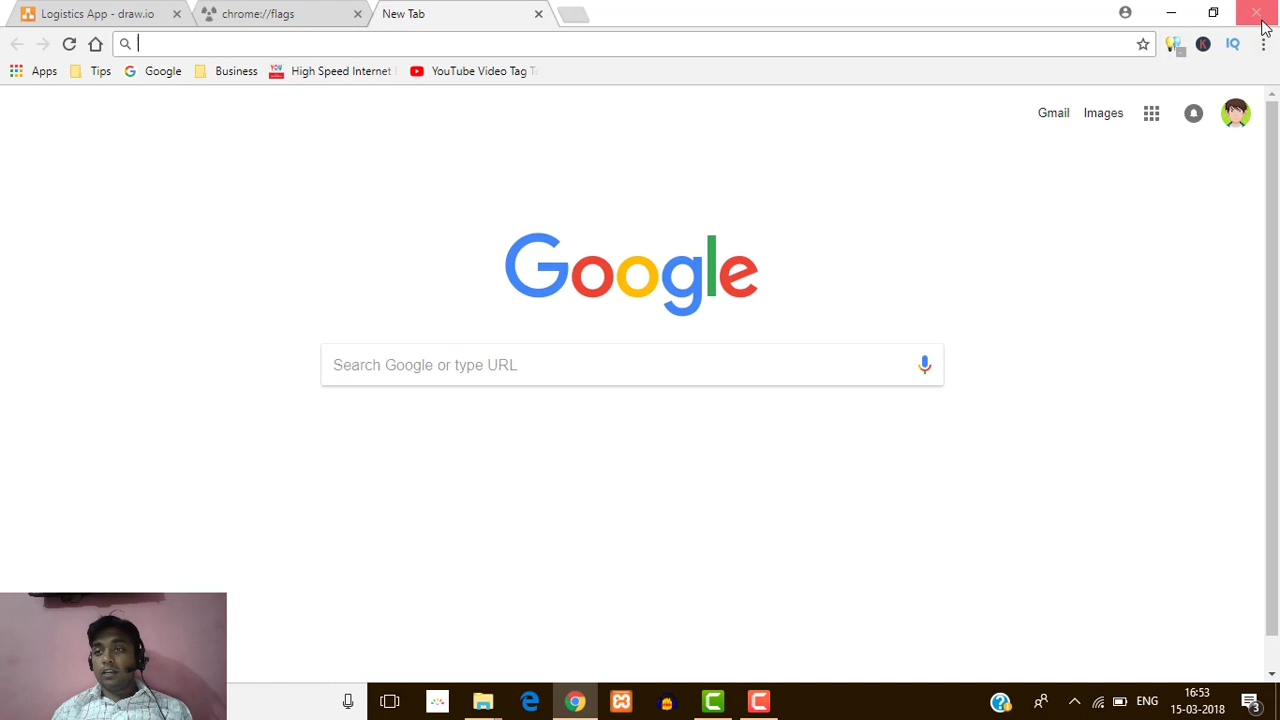 Logistics App - draw.io
chrome://flags
New Tab
Apps
Tips
Google
Business
High Speed Internet
YouTube Video Tag T
Gmail
Images
Google
Search Google or type URL
ENG
16:53
15-03-2018
3
K
IQ